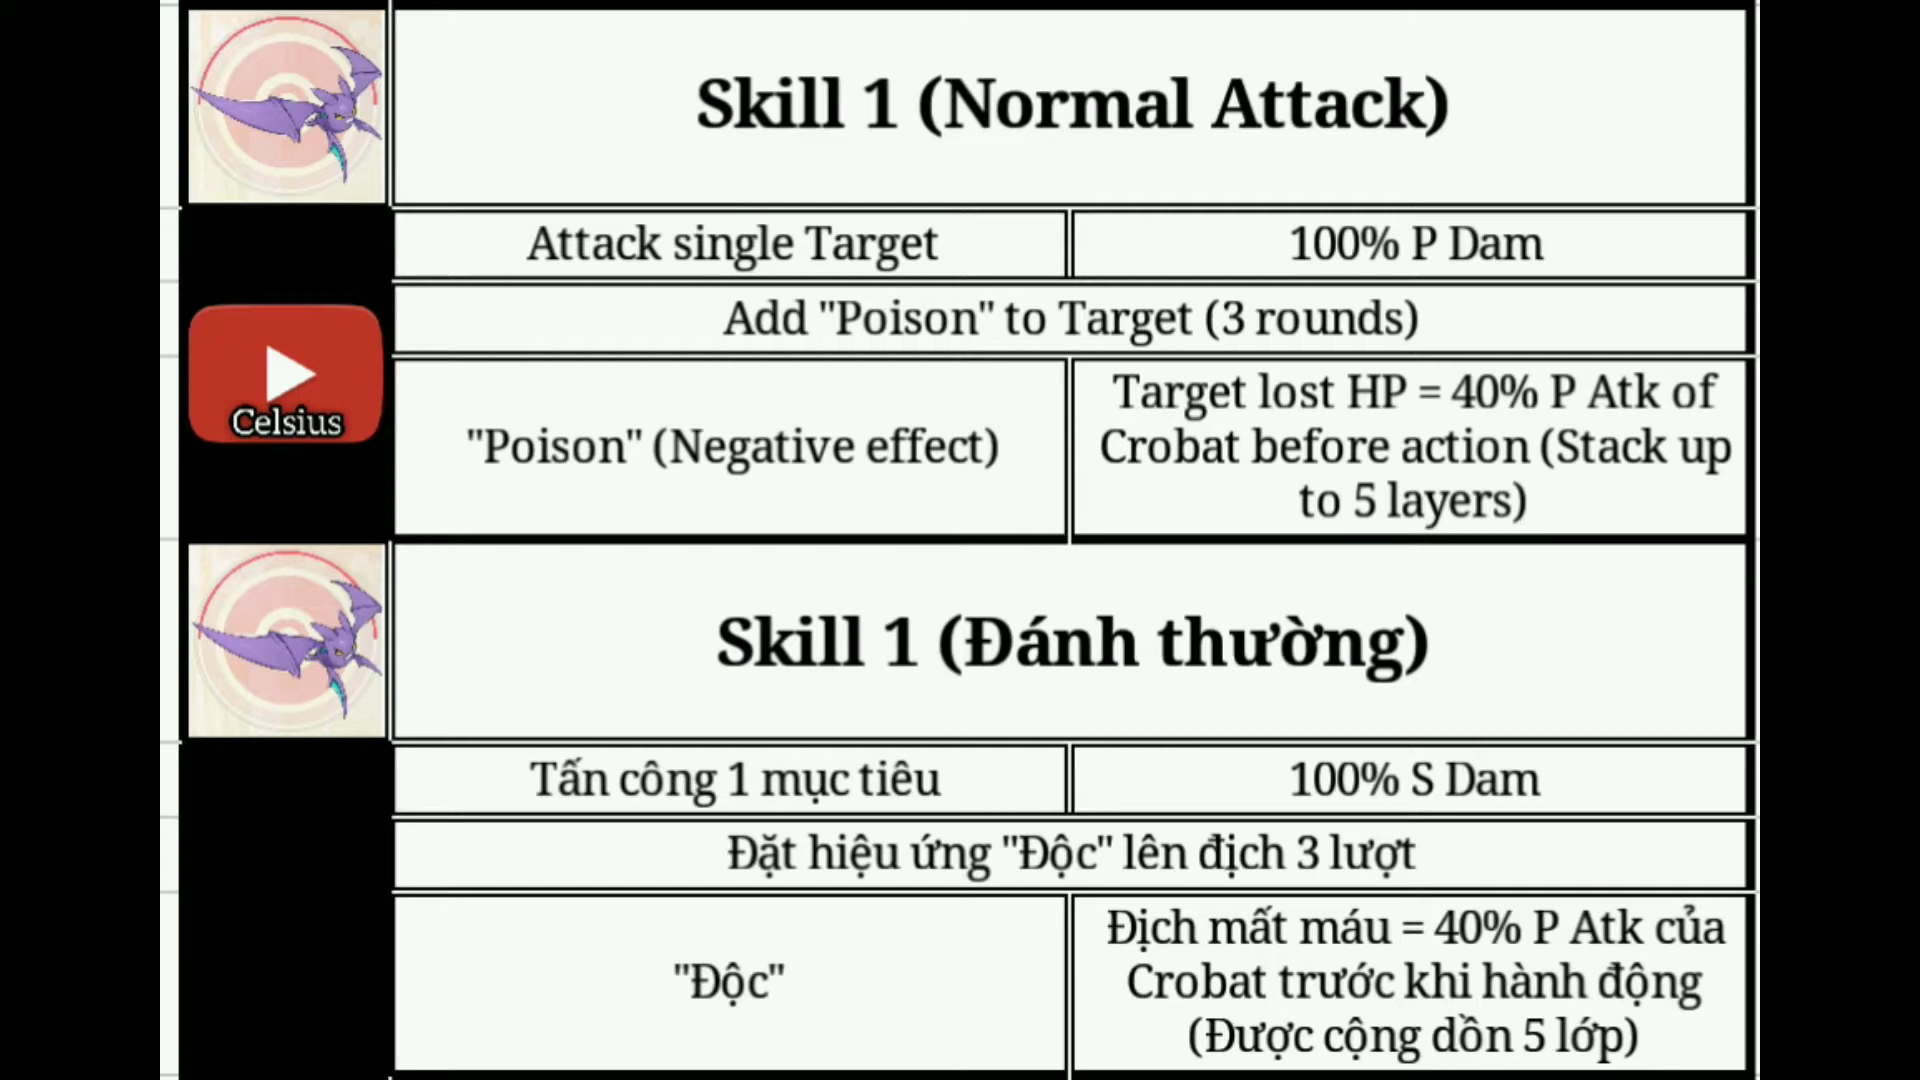 Skill 1 (Normal Attack)
Attack single Target
100% P Dam
Add "Poison" to Target (3 rounds)
Celsius
"Poison" (Negative effect)
Target lost HP = 40% P Atk of
Crobat before action (Stack up
to 5 layers)
Skill 1 (Đánh thường)
Tấn công 1 mục tiêu
100% S Dam
Đặt hiệu ứng "Độc" lên địch 3 lượt
"Độc"
Địch mất máu = 40% P Atk của
Crobat trước khi hành động
(Được cộng dồn 5 lớp)